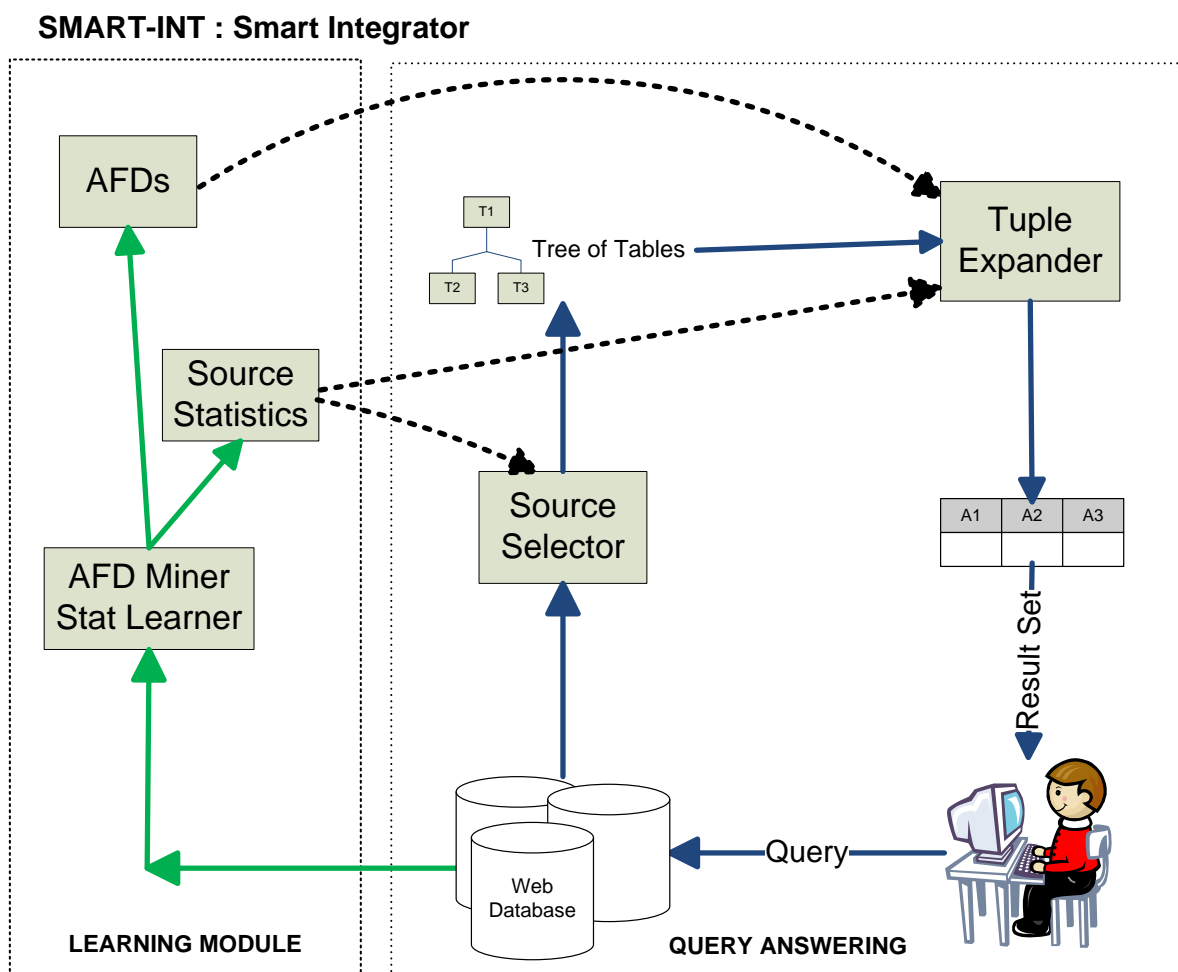 SMART-INT : Smart Integrator
AFDs
T1
T2
T3
Tree of Tables
Tuple
Expander
Source
Statistics
Source
Selector
A1
A2
A3
AFD Miner
Stat Learner
Result Set
Query
Web
Database
LEARNING MODULE
QUERY ANSWERING